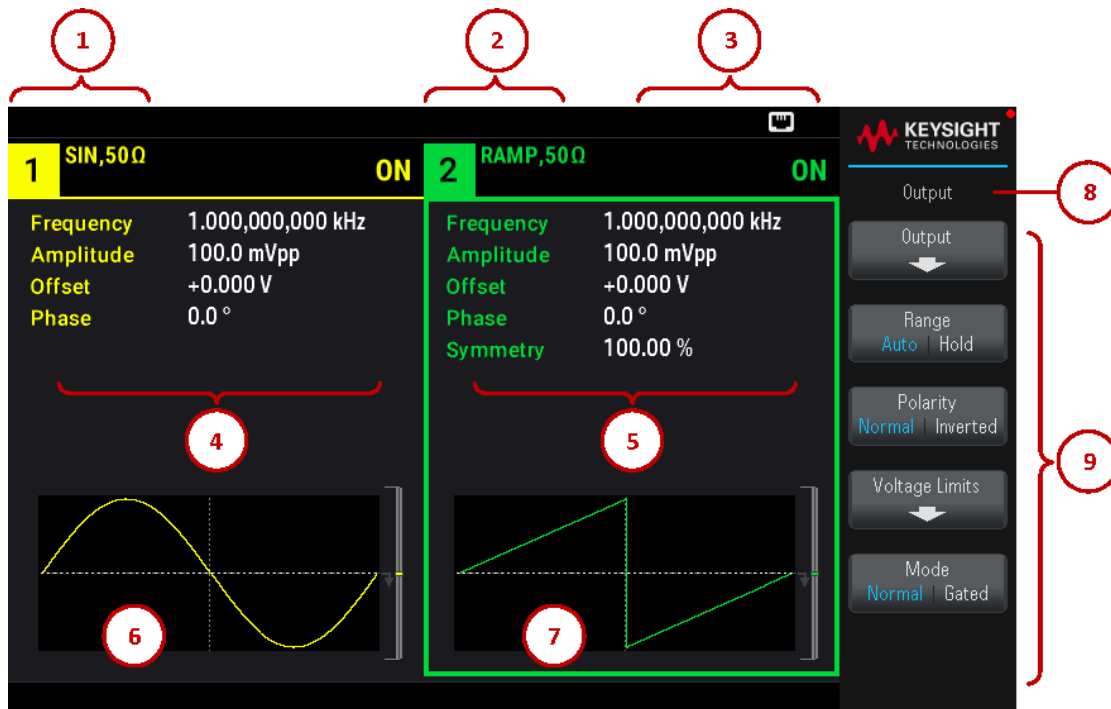 1
2
3
KEYSIGHT
TECHNOLOGIES
1
SIN,50Ω
ON
2
RAMP,50Ω
ON
Output
8
Frequency 1.000,000,000 kHz
Amplitude 100.0 mVpp
Offset +0.000 V
Phase 0.0 °
Frequency 1.000,000,000 kHz
Amplitude 100.0 mVpp
Offset +0.000 V
Phase 0.0 °
Symmetry 100.00 %
4
5
6
7
Output
Range
Auto | Hold
Polarity
Normal | Inverted
Voltage Limits
Mode
Normal | Gated
9